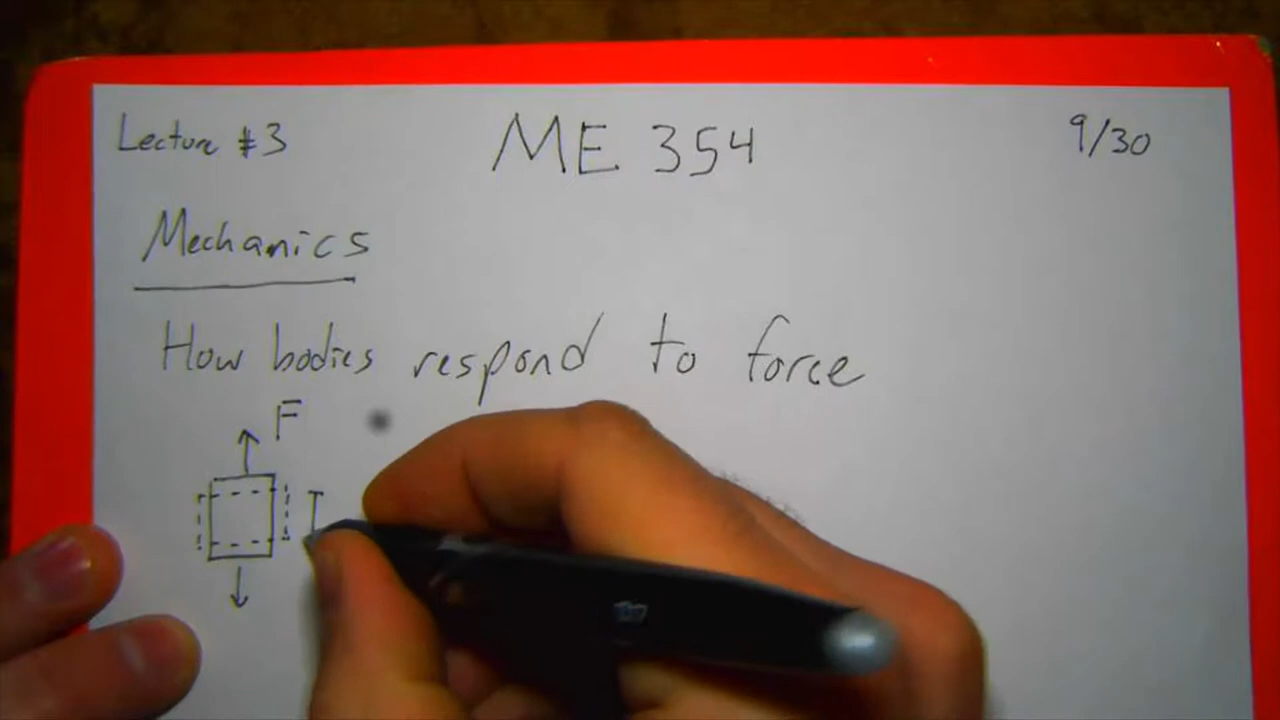 Lecture #3 ME 354 9/30
Mechanics
How bodies respond to force
F